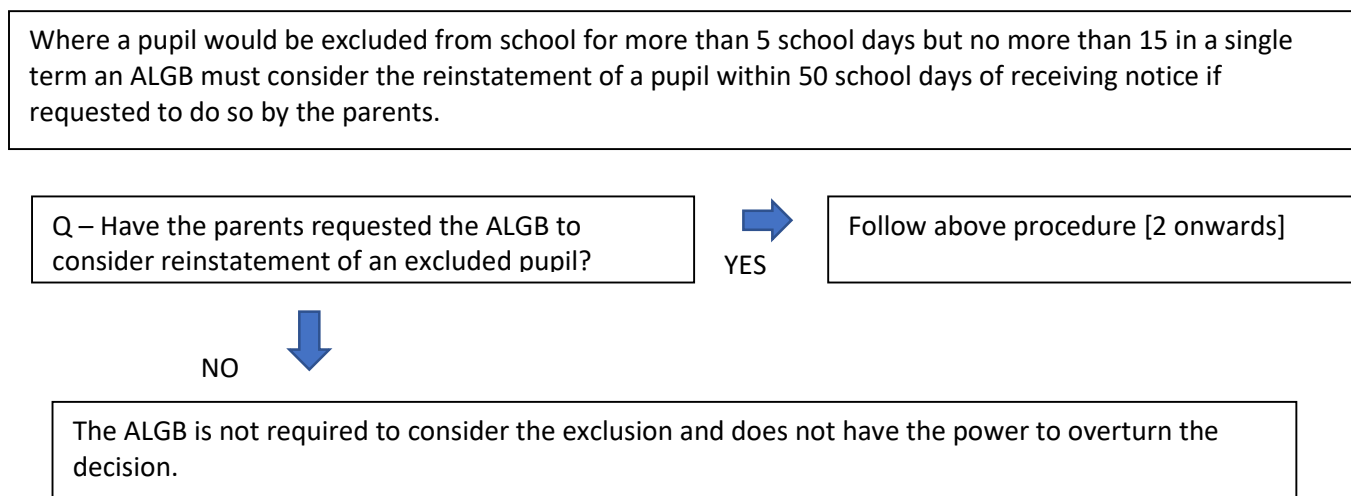 Where a pupil would be excluded from school for more than 5 school days but no more than 15 in a single
term an ALGB must consider the reinstatement of a pupil within 50 school days of receiving notice if
requested to do so by the parents.
Q – Have the parents requested the ALGB to
consider reinstatement of an excluded pupil?
YES
Follow above procedure [2 onwards]
NO
The ALGB is not required to consider the exclusion and does not have the power to overturn the
decision.